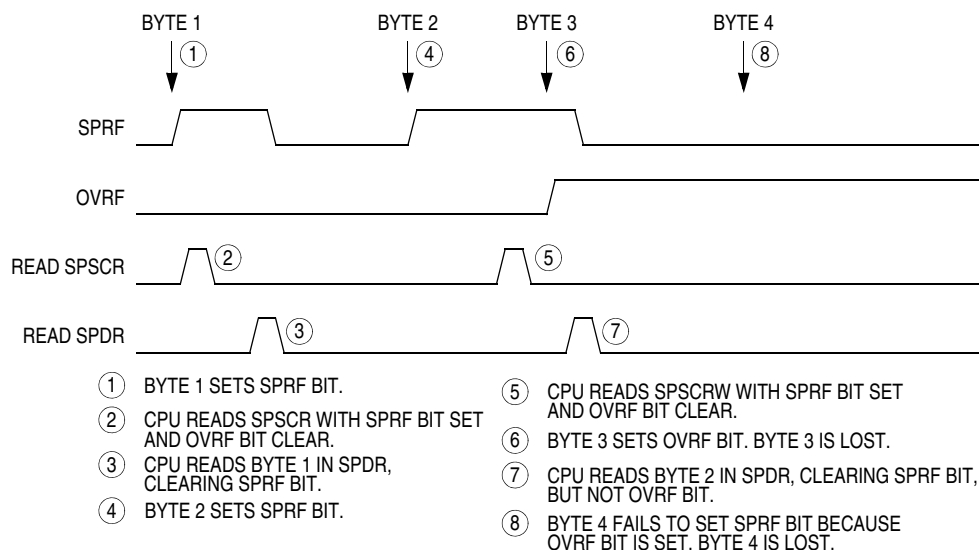 BYTE 1 BYTE 2 BYTE 3 BYTE 4
1 4 6 8
SPRF
OVRF
READ SPSCR 2 5
READ SPDR 3 7
1 BYTE 1 SETS SPRF BIT.
2 CPU READS SPSCR WITH SPRF BIT SET
AND OVRF BIT CLEAR.
3 CPU READS BYTE 1 IN SPDR,
CLEARING SPRF BIT.
4 BYTE 2 SETS SPRF BIT.
5 CPU READS SPSCRW WITH SPRF BIT SET
AND OVRF BIT CLEAR.
6 BYTE 3 SETS OVRF BIT. BYTE 3 IS LOST.
7 CPU READS BYTE 2 IN SPDR, CLEARING SPRF BIT,
BUT NOT OVRF BIT.
8 BYTE 4 FAILS TO SET SPRF BIT BECAUSE
OVRF BIT IS SET. BYTE 4 IS LOST.